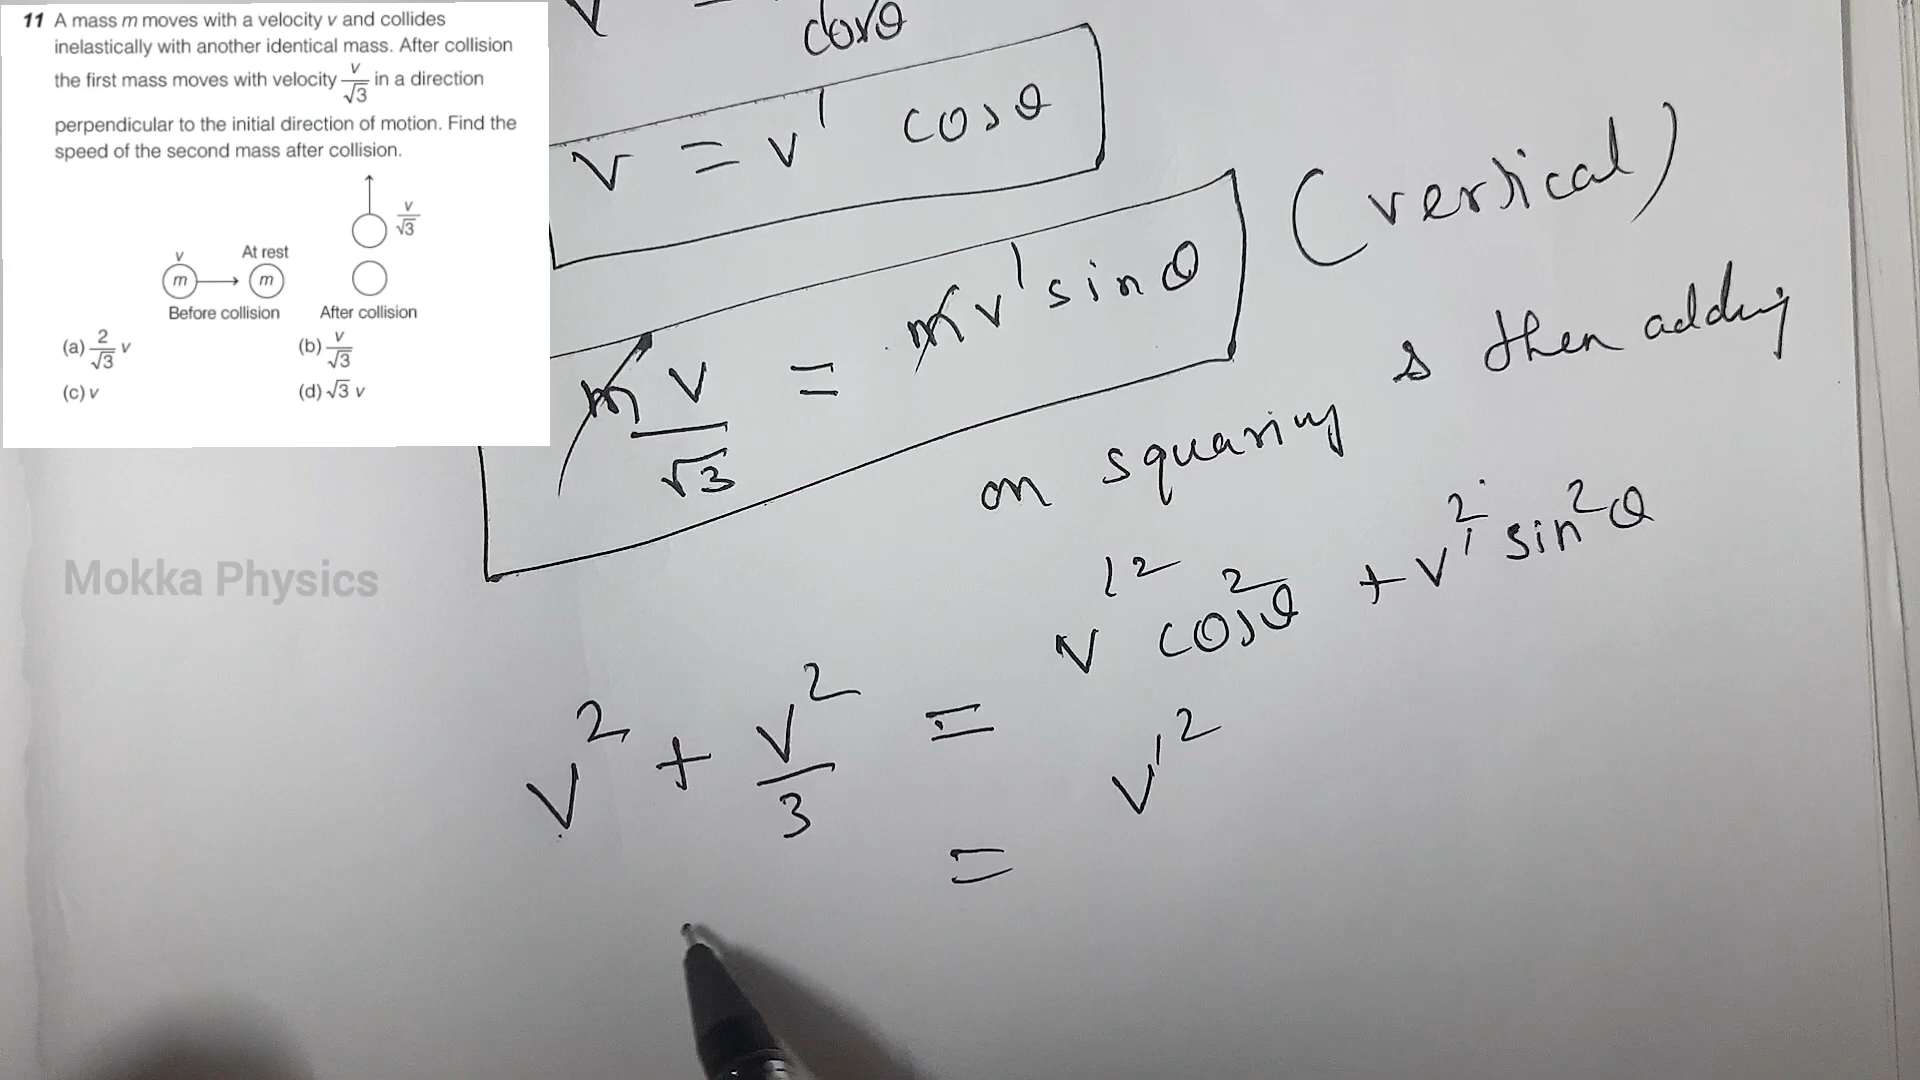 11 A mass m moves with a velocity v and collides
inelastically with another identical mass. After collision
the first mass moves with velocity v/√3 in a direction
perpendicular to the initial direction of motion. Find the
speed of the second mass after collision.
v/√3
v At rest
m m
Before collision After collision
(a) 2/√3 v (b) v/√3
(c) v (d) √3 v
cosθ
v = v' cosθ
mv/√3 = mv' sinθ (vertical)
on squaring & then adding
v² + v²/3 = v'² cos²θ + v'² sin²θ
= v'²
Mokka Physics